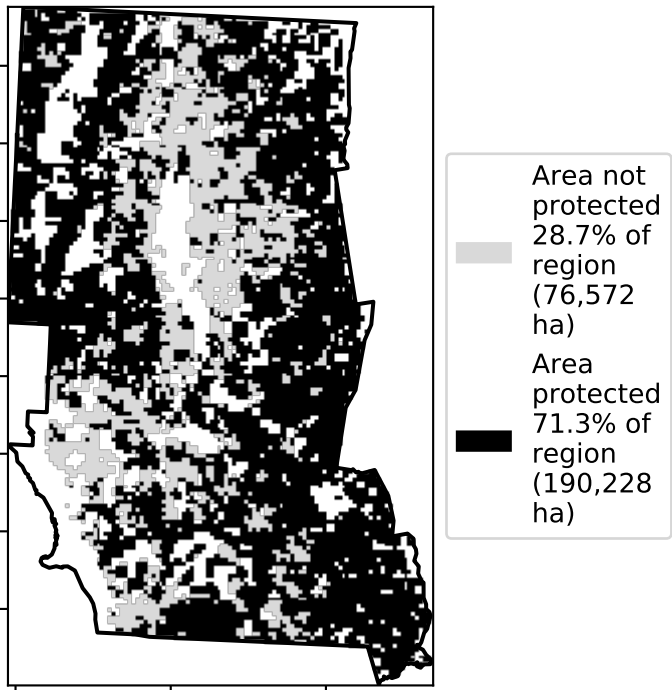 Area not
protected
28.7% of
region
(76,572
ha)
Area
protected
71.3% of
region
(190,228
ha)